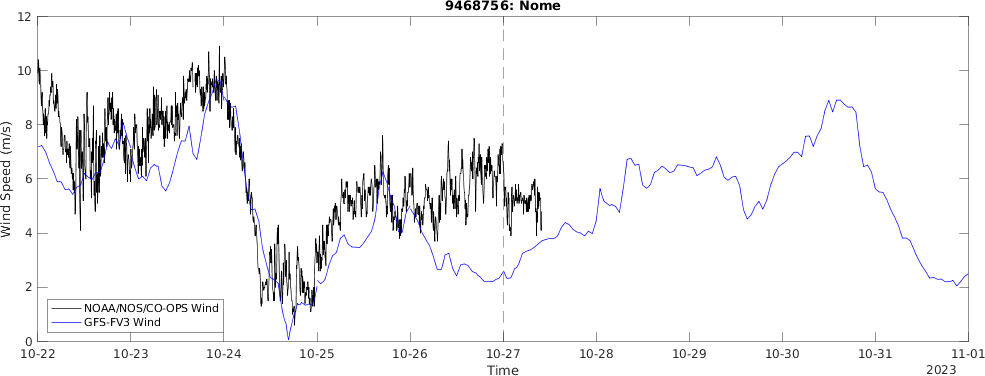 9468756: Nome
Wind Speed (m/s)
12
10
8
6
4
2
0
NOAA/NOS/CO-OPS Wind
GFS-FV3 Wind
10-22 10-23 10-24 10-25 10-26 10-27 10-28 10-29 10-30 10-31 11-01
Time
2023